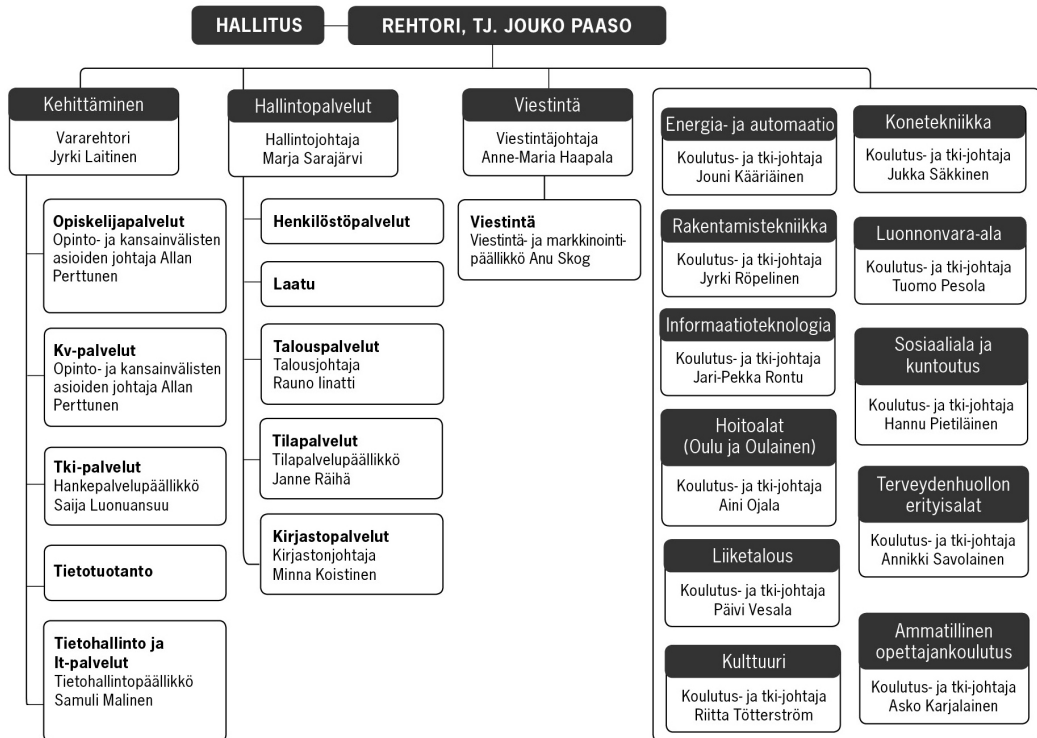 HALLITUS
REHTORI, TJ. JOUKO PAASO
Kehittäminen
Vararehtori
Jyrki Laitinen
Opiskelijapalvelut
Opinto- ja kansainvälisten
asioiden johtaja Allan
Perttunen
Kv-palvelut
Opinto- ja kansainvälisten
asioiden johtaja Allan
Perttunen
Tki-palvelut
Hankepalvelupäällikkö
Saija Luonuansuu
Tietotuotanto
Tietohallinto ja
It-palvelut
Tietohallintopäällikkö
Samuli Malinen
Hallintopalvelut
Hallintojohtaja
Marja Sarajärvi
Henkilöstöpalvelut
Laatu
Talouspalvelut
Talousjohtaja
Rauno Iinatti
Tilapalvelut
Tilapalvelupäällikkö
Janne Räihä
Kirjastopalvelut
Kirjastonjohtaja
Minna Koistinen
Viestintä
Viestintäjohtaja
Anne-Maria Haapala
Viestintä
Viestintä- ja markkinointi-
päällikkö Anu Skog
Energia- ja automaatio
Koulutus- ja tki-johtaja
Jouni Kääriäinen
Rakentamistekniikka
Koulutus- ja tki-johtaja
Jyrki Röpelinen
Informaatioteknologia
Koulutus- ja tki-johtaja
Jari-Pekka Rontu
Hoitoalat
(Oulu ja Oulainen)
Koulutus- ja tki-johtaja
Aini Ojala
Liiketalous
Koulutus- ja tki-johtaja
Päivi Vesala
Kulttuuri
Koulutus- ja tki-johtaja
Riitta Tötterström
Konetekniikka
Koulutus- ja tki-johtaja
Jukka Säkkinen
Luonnonvara-ala
Koulutus- ja tki-johtaja
Tuomo Pesola
Sosiaaliala ja
kuntoutus
Koulutus- ja tki-johtaja
Hannu Pietiläinen
Terveydenhuollon
erityisalat
Koulutus- ja tki-johtaja
Annikki Savolainen
Ammatillinen
opettajankoulutus
Koulutus- ja tki-johtaja
Asko Karjalainen